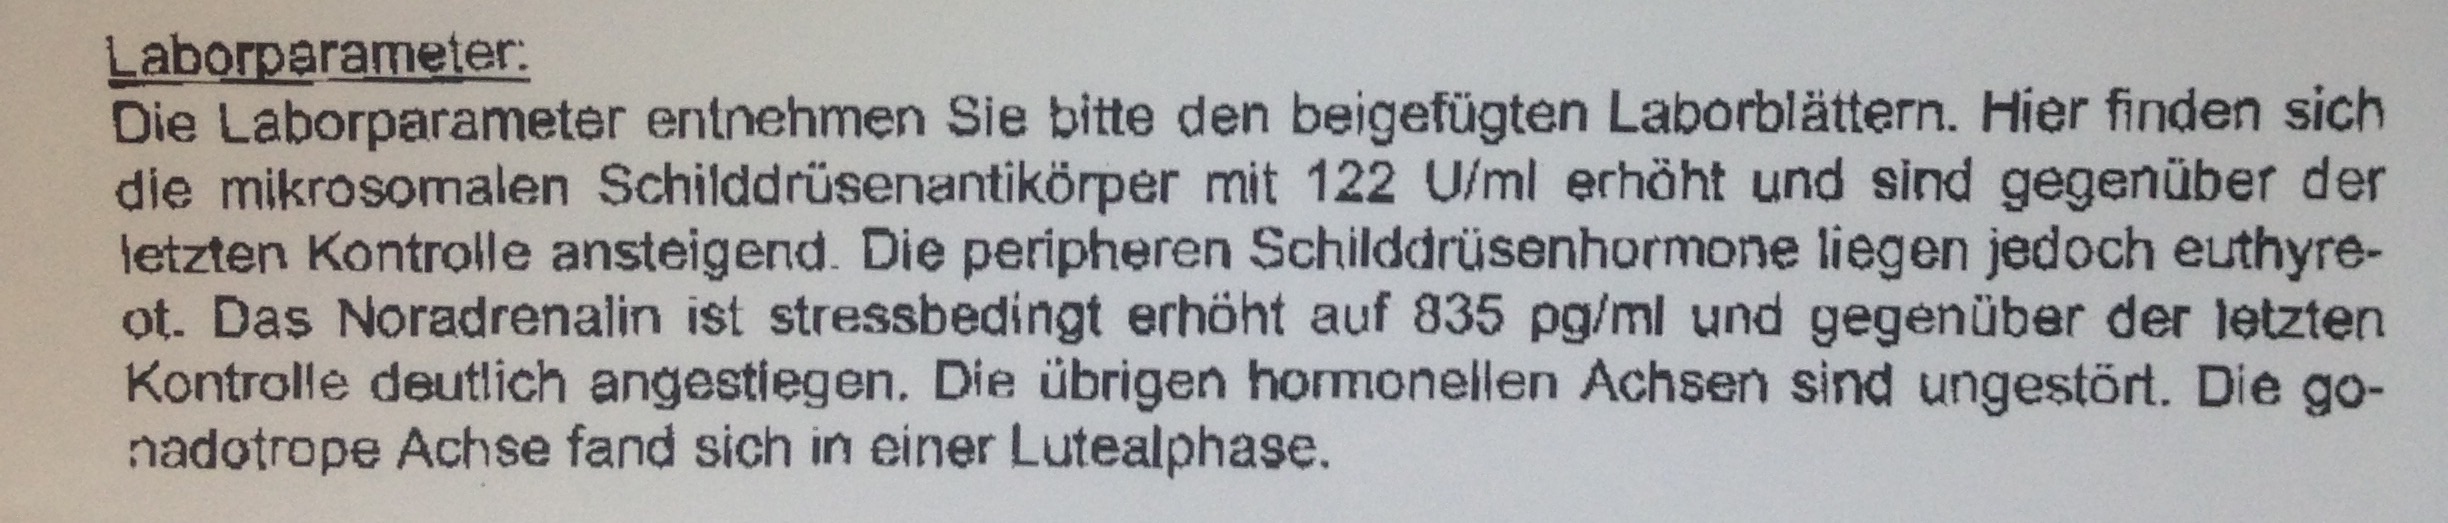 Laborparameter:
Die Laborparameter entnehmen Sie bitte den beigefügten Laborblättern. Hier finden sich
die mikrosomalen Schilddrüsenantikörper mit 122 U/ml erhöht und sind gegenüber der
letzten Kontrolle ansteigend. Die peripheren Schilddrüsenhormone liegen jedoch euthyre-
ot. Das Noradrenalin ist stressbedingt erhöht auf 835 pg/ml und gegenüber der letzten
Kontrolle deutlich angestiegen. Die übrigen hormonellen Achsen sind ungestört. Die go-
nadotrope Achse fand sich in einer Lutealphase.